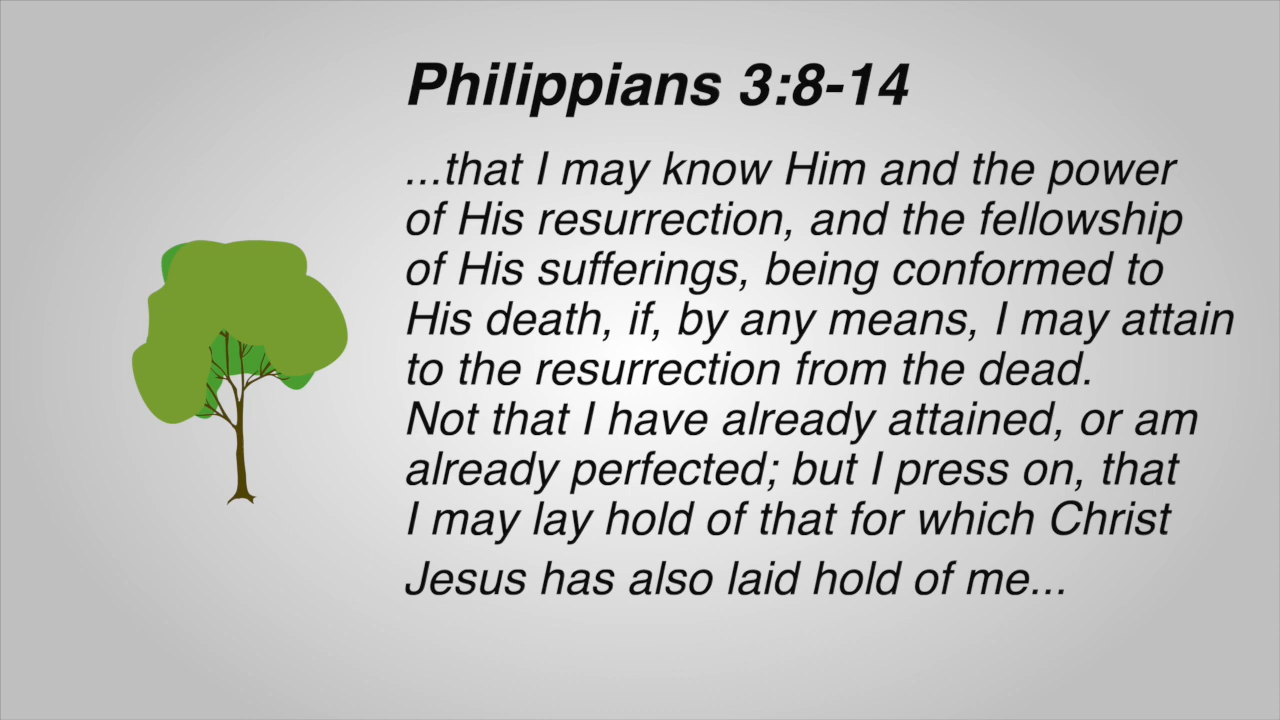 Philippians 3:8-14
...that I may know Him and the power
of His resurrection, and the fellowship
of His sufferings, being conformed to
His death, if, by any means, I may attain
to the resurrection from the dead.
Not that I have already attained, or am
already perfected; but I press on, that
I may lay hold of that for which Christ
Jesus has also laid hold of me...